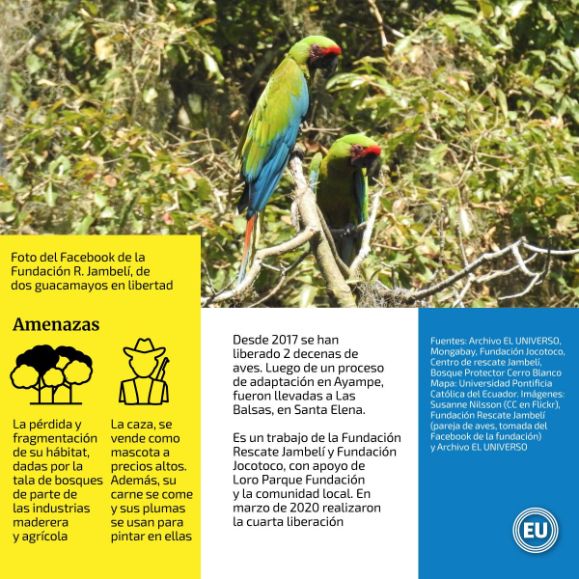 Foto del Facebook de la
Fundación R. Jambelí, de
dos guacamayos en libertad
Amenazas
La pérdida y
fragmentación
de su hábitat,
dadas por la
tala de bosques
de parte de
las industrias
maderera
y agrícola
La caza, se
vende como
mascota a
precios altos.
Además, su
carne se come
y sus plumas
se usan para
pintar en ellas
Desde 2017 se han
liberado 2 decenas de
aves. Luego de un proceso
de adaptación en Ayampe,
fueron llevadas a Las
Balsas, en Santa Elena.
Es un trabajo de la Fundación
Rescate Jambelí y Fundación
Jocotoco, con apoyo de
Loro Parque Fundación
y la comunidad local. En
marzo de 2020 realizaron
la cuarta liberación
Fuentes: Archivo EL UNIVERSO,
Mongabay, Fundación Jocotoco,
Centro de rescate Jambelí,
Bosque Protector Cerro Blanco
Mapa: Universidad Pontificia
Católica del Ecuador. Imágenes:
Susanne Nilsson (CC en Flickr),
Fundación Rescate Jambelí
(pareja de aves, tomada del
Facebook de la fundación)
y Archivo EL UNIVERSO
EU